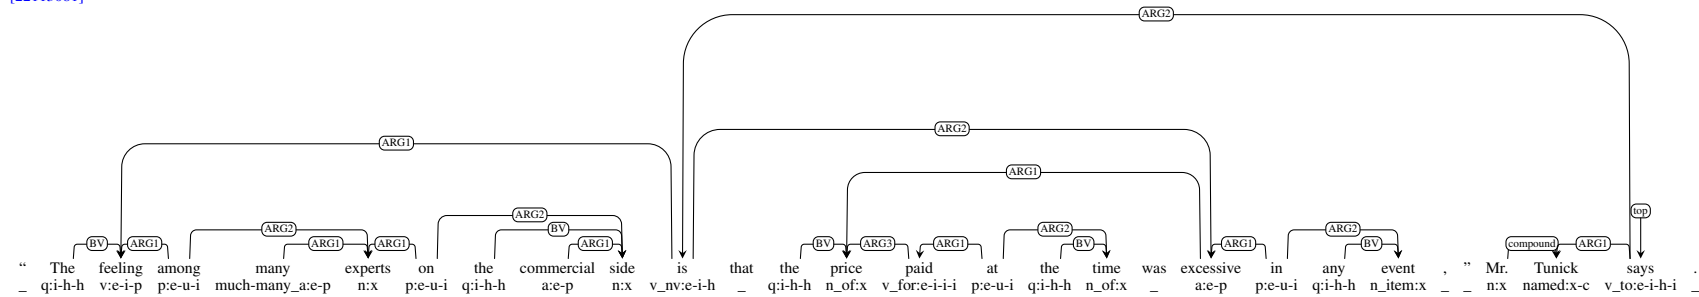 ARG2
ARG2
ARG1
ARG1
top
ARG2
ARG2 BV ARG2 ARG2
BV ARG1 ARG1 ARG1 ARG1 BV ARG3 ARG1 BV ARG1 BV compound ARG1
“ The feeling among many experts on the commercial side is that the price paid at the time was excessive in any event , ” Mr. Tunick says .
_ q:i-h-h v:e-i-p p:e-u-i much-many_a:e-p n:x p:e-u-i q:i-h-h a:e-p n:x v_nv:e-i-h _ q:i-h-h n_of:x v_for:e-i-i-i p:e-u-i q:i-h-h n_of:x _ a:e-p p:e-u-i q:i-h-h n_item:x _ _ n:x named:x-c v_to:e-i-h-i _